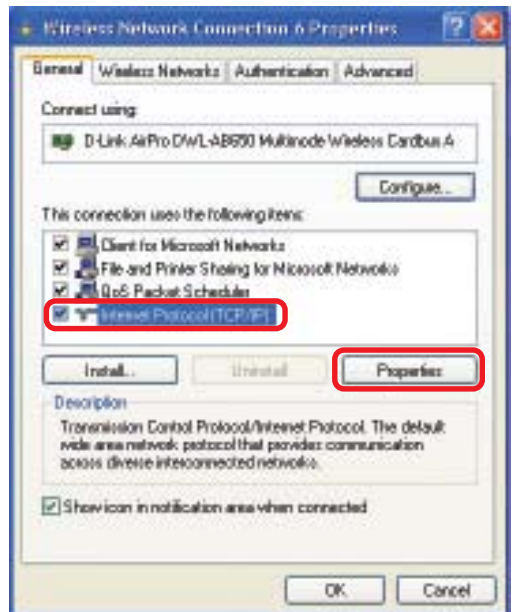 Wireless Network Connection 6 Properties
General Wireless Networks Authentication Advanced
Connect using:
D-Link AirPro DWL-AB650 Multimode Wireless Cardbus A
Configure...
This connection uses the following items:
Client for Microsoft Networks
File and Printer Sharing for Microsoft Networks
QoS Packet Scheduler
Internet Protocol (TCP/IP)
Install...
Uninstall
Properties
Description
Transmission Control Protocol/Internet Protocol. The default
wide area network protocol that provides communication
across diverse interconnected networks.
Show icon in notification area when connected
OK
Cancel